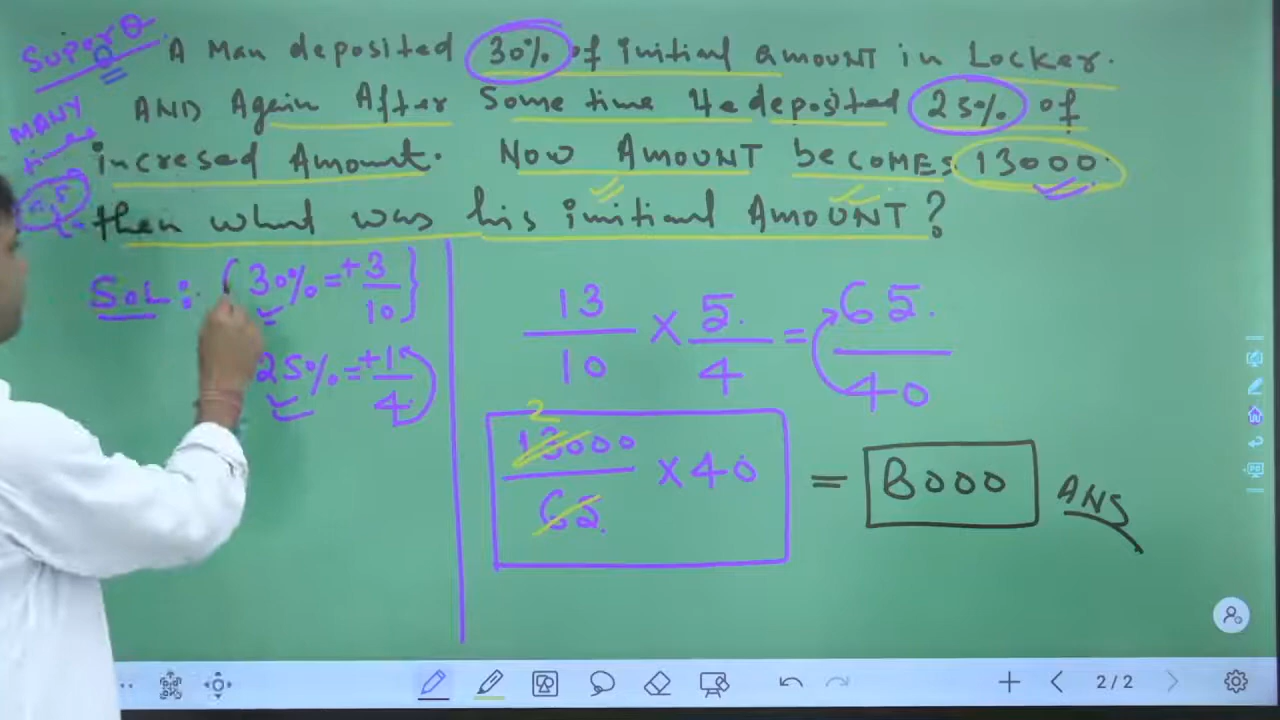 Super Q A Man deposited 30% of initial amount in Locker.
MANY times AND Again After Some time He deposited 25% of
incresed Amount. Now AMOUNT becomes 13000
then what was his initial AMOUNT?
SOL: (30% = +3/10}
25% = +1/4
13/10 × 5/4 = 65/40
2
13000/65 × 40 = 8000 ANS
2/2